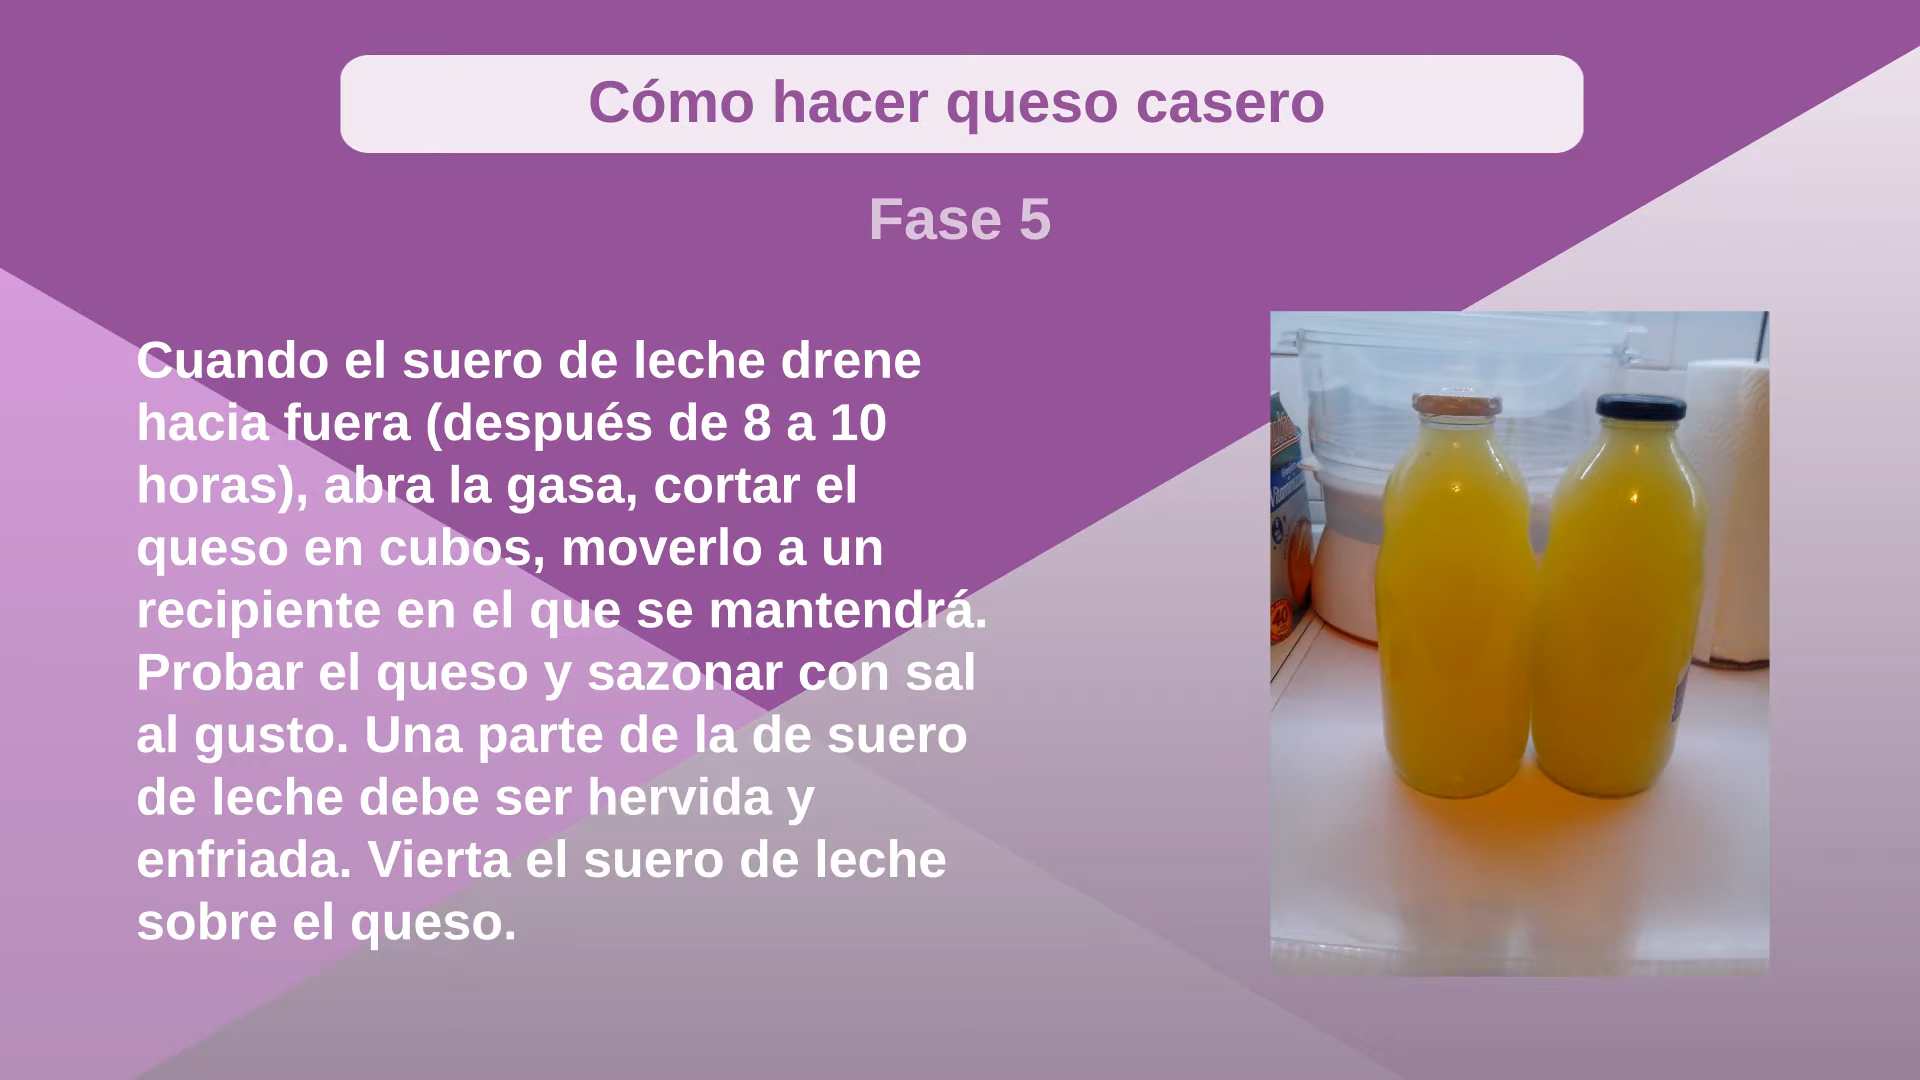 Cómo hacer queso casero
Fase 5
Cuando el suero de leche drene
hacia fuera (después de 8 a 10
horas), abra la gasa, cortar el
queso en cubos, moverlo a un
recipiente en el que se mantendrá.
Probar el queso y sazonar con sal
al gusto. Una parte de la de suero
de leche debe ser hervida y
enfriada. Vierta el suero de leche
sobre el queso.